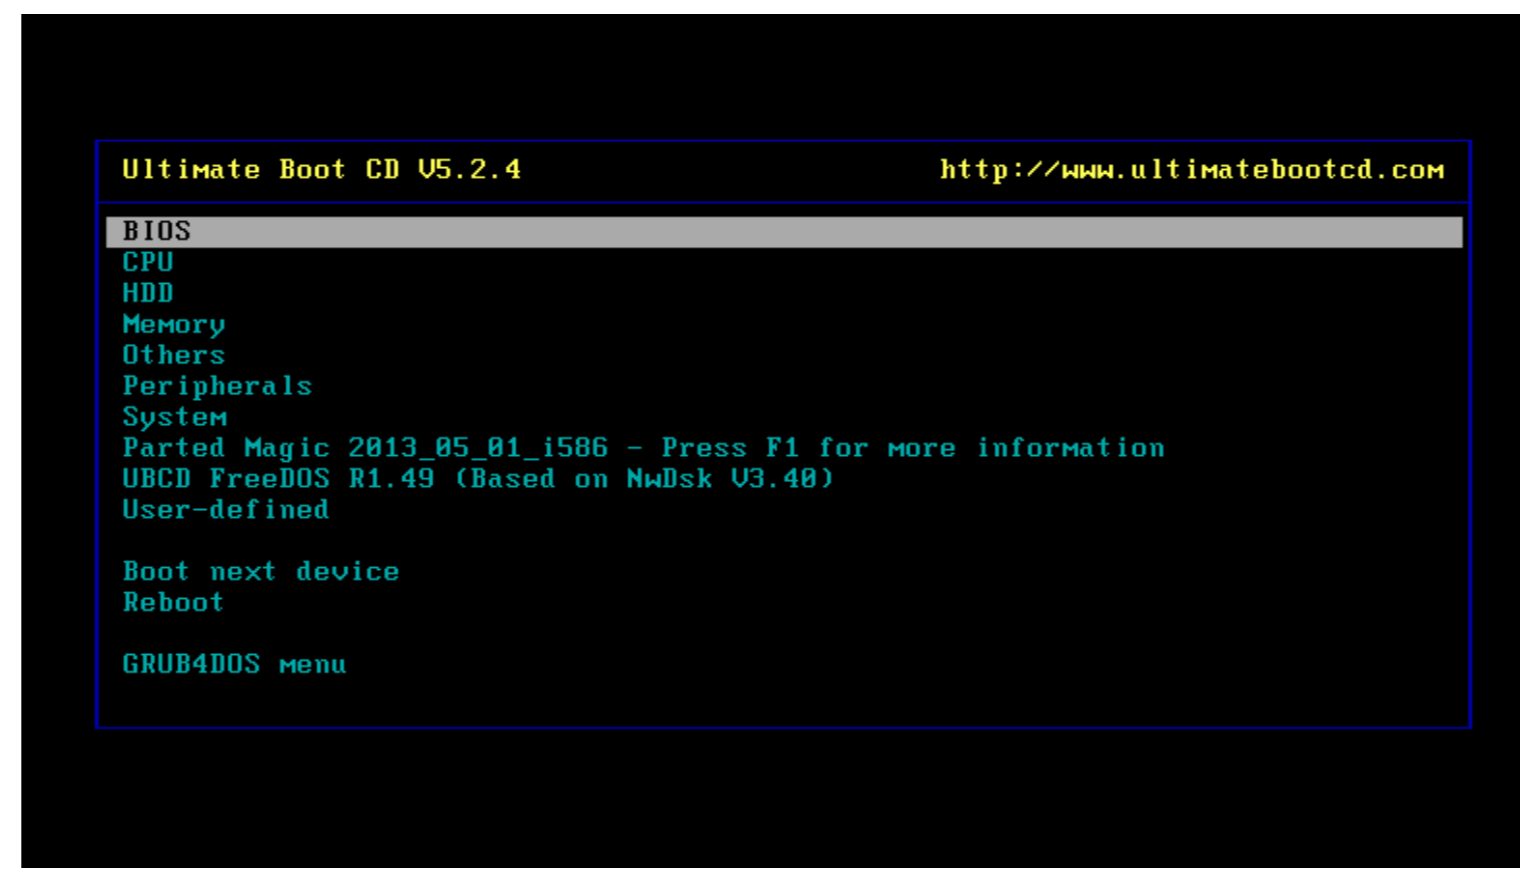 Ultimate Boot CD V5.2.4 http://www.ultimatebootcd.com
BIOS
CPU
HDD
Memory
Others
Peripherals
System
Parted Magic 2013_05_01_i586 - Press F1 for more information
UBCD FreeDOS R1.49 (Based on NwDsk V3.40)
User-defined
Boot next device
Reboot
GRUB4DOS menu